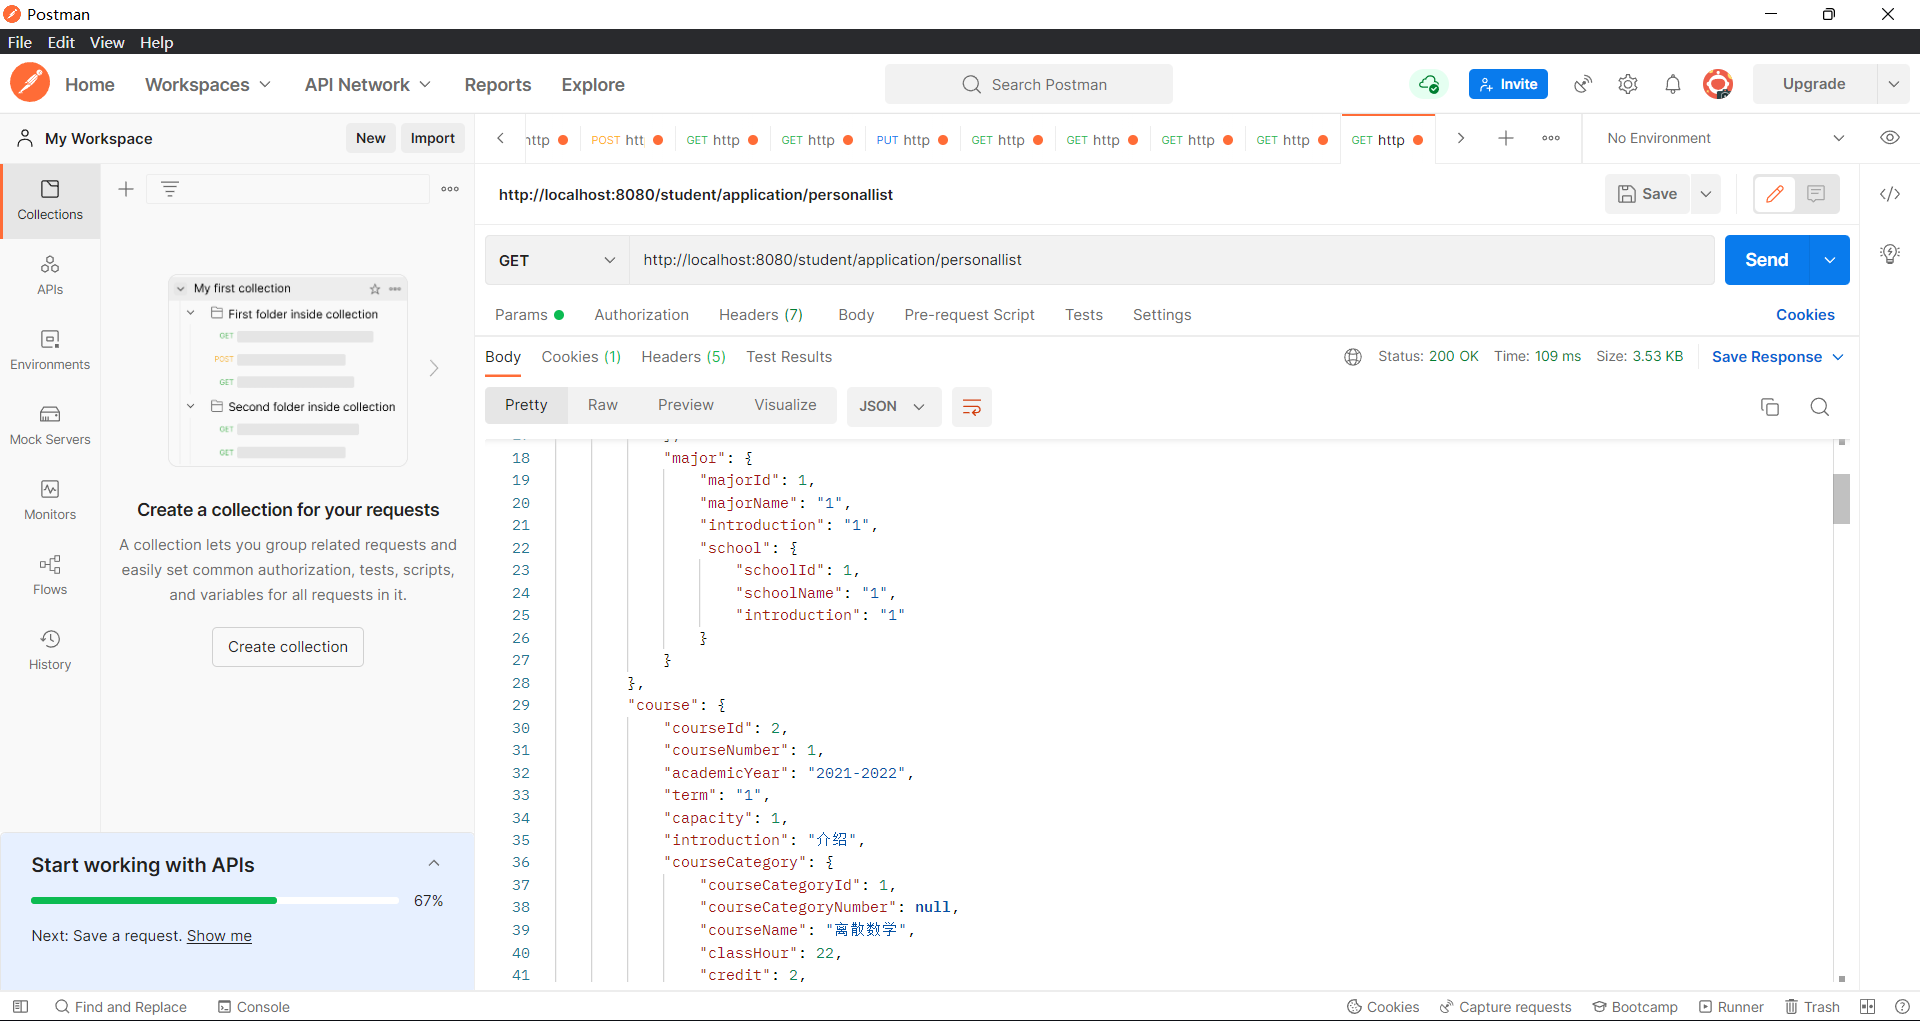 Postman
File Edit View Help
Home Workspaces API Network Reports Explore Search Postman Invite Upgrade
My Workspace New Import
http POST htt GET http GET http PUT http GET http GET http GET http GET http GET http No Environment
Collections
APIs
Environments
Mock Servers
Monitors
Flows
History
My first collection
First folder inside collection
GET
POST
GET
Second folder inside collection
GET
GET
Create a collection for your requests
A collection lets you group related requests and
easily set common authorization, tests, scripts,
and variables for all requests in it.
Create collection
Start working with APIs
67%
Next: Save a request. Show me
http://localhost:8080/student/application/personallist Save
GET http://localhost:8080/student/application/personallist Send
Params Authorization Headers (7) Body Pre-request Script Tests Settings Cookies
Body Cookies (1) Headers (5) Test Results Status: 200 OK Time: 109 ms Size: 3.53 KB Save Response
Pretty Raw Preview Visualize JSON
18 "major": {
19 "majorId": 1,
20 "majorName": "1",
21 "introduction": "1",
22 "school": {
23 "schoolId": 1,
24 "schoolName": "1",
25 "introduction": "1"
26 }
27 }
28 },
29 "course": {
30 "courseId": 2,
31 "courseNumber": 1,
32 "academicYear": "2021-2022",
33 "term": "1",
34 "capacity": 1,
35 "introduction": "介绍",
36 "courseCategory": {
37 "courseCategoryId": 1,
38 "courseCategoryNumber": null,
39 "courseName": "离散数学",
40 "classHour": 22,
41 "credit": 2,
Find and Replace Console Cookies Capture requests Bootcamp Runner Trash